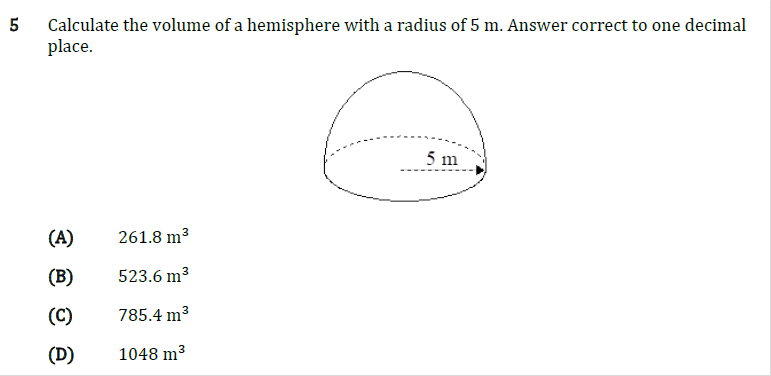 5 Calculate the volume of a hemisphere with a radius of 5 m. Answer correct to one decimal
place.
5 m
(A) 261.8 m³
(B) 523.6 m³
(C) 785.4 m³
(D) 1048 m³